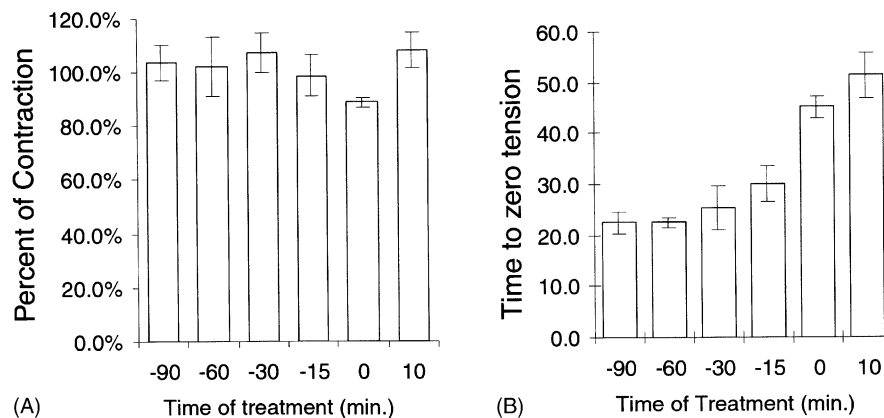 Percent of Contraction
120.0%
100.0%
80.0%
60.0%
40.0%
20.0%
0.0%
-90 -60 -30 -15 0 10
(A) Time of treatment (min.)
Time to zero tension
60.0
50.0
40.0
30.0
20.0
10.0
0.0
-90 -60 -30 -15 0 10
(B) Time of Treatment (min.)